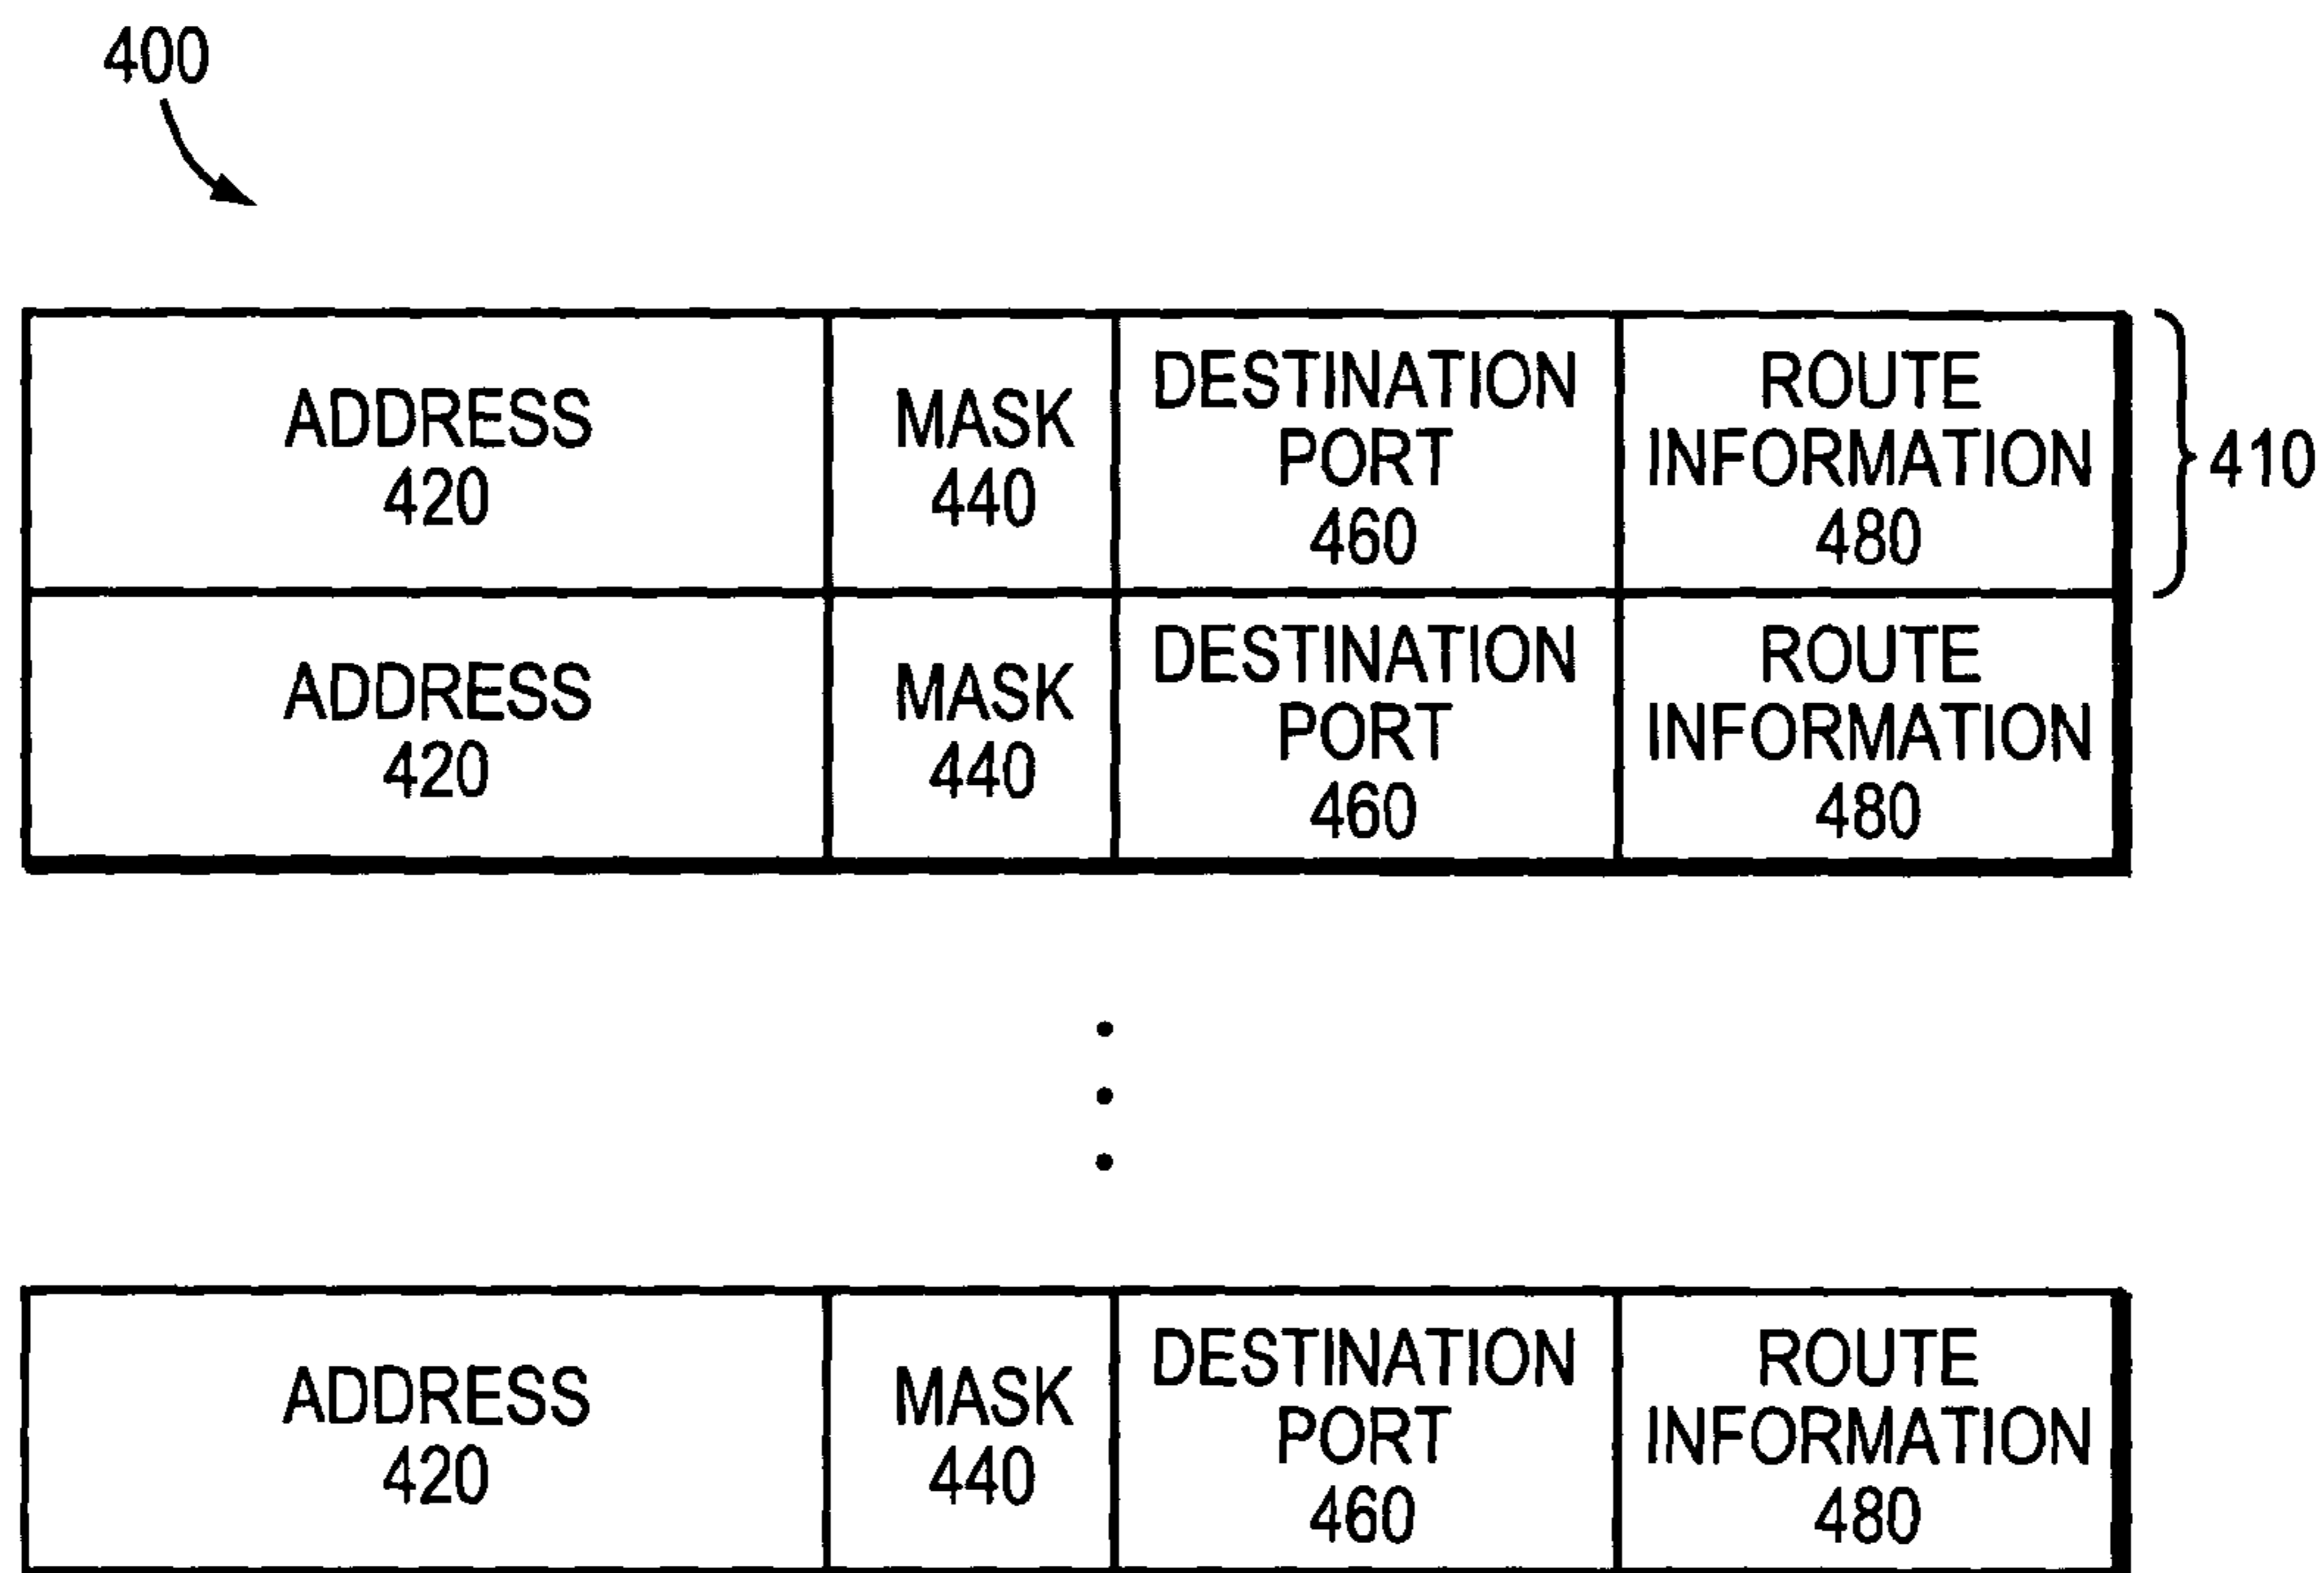 400
ADDRESS
420
MASK
440
DESTINATION
PORT
460
ROUTE
INFORMATION
480
410
ADDRESS
420
MASK
440
DESTINATION
PORT
460
ROUTE
INFORMATION
480
ADDRESS
420
MASK
440
DESTINATION
PORT
460
ROUTE
INFORMATION
480